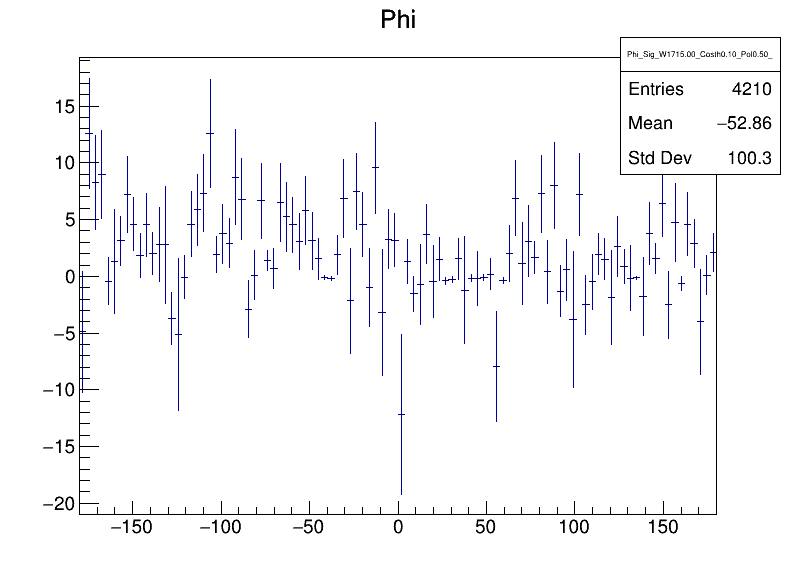 Phi
Phi_Sig_W1715.00_Costh0.10_Pol0.50_
Entries 4210
Mean −52.86
Std Dev 100.3
15
10
5
0
−5
−10
−15
−20
−150 −100 −50 0 50 100 150